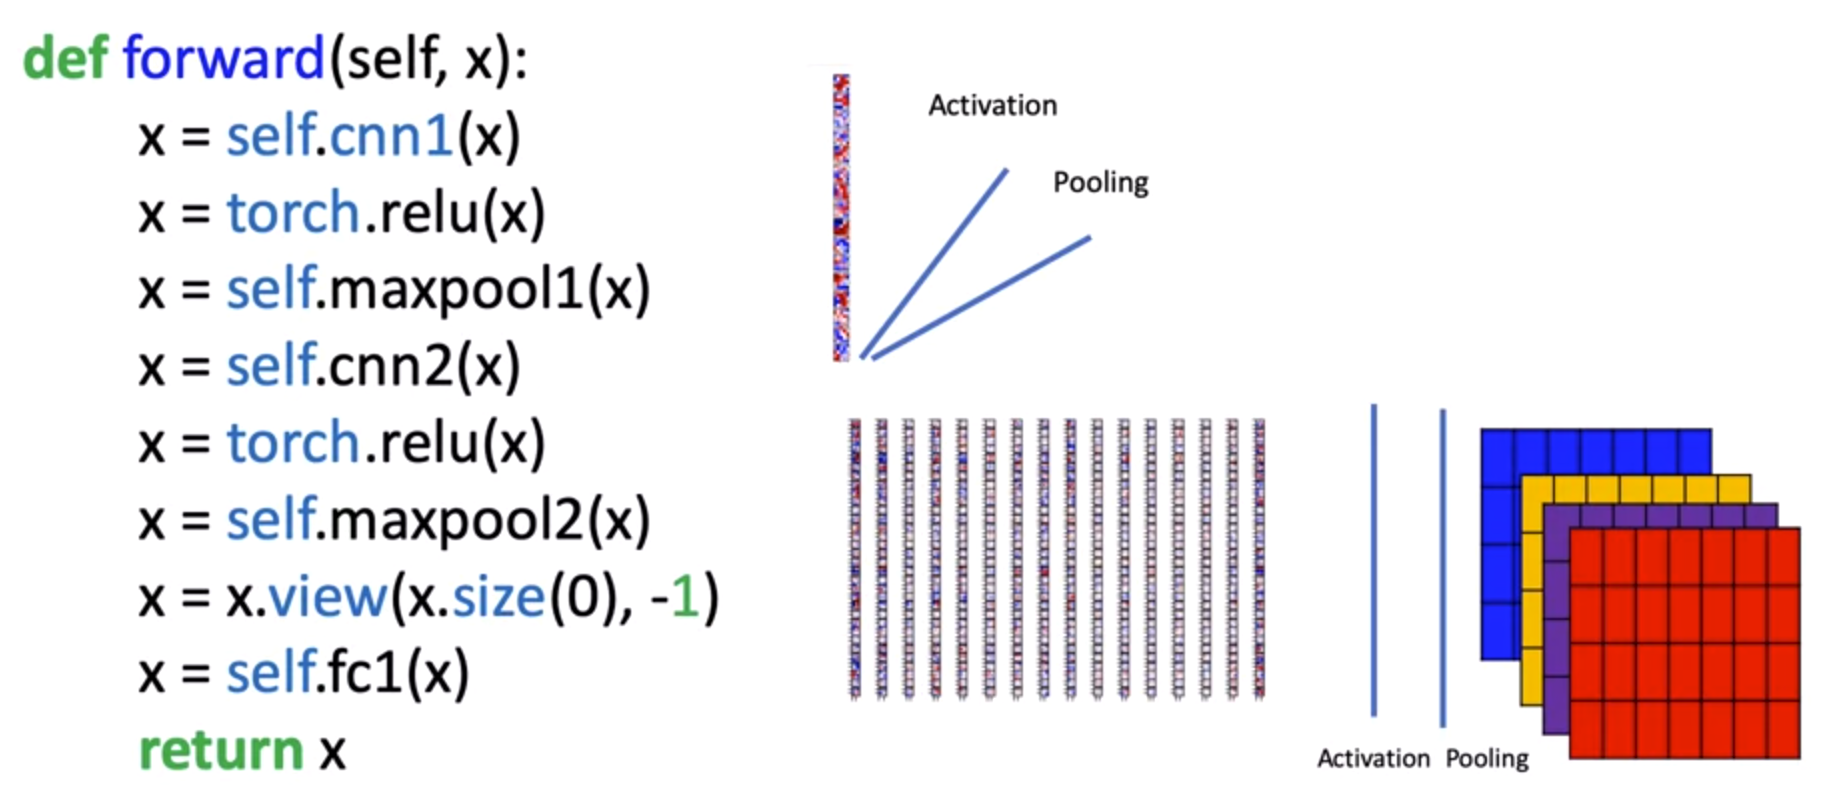 def forward(self, x):
x = self.cnn1(x)
x = torch.relu(x)
x = self.maxpool1(x)
x = self.cnn2(x)
x = torch.relu(x)
x = self.maxpool2(x)
x = x.view(x.size(0), -1)
x = self.fc1(x)
return x
Activation
Pooling
Activation Pooling